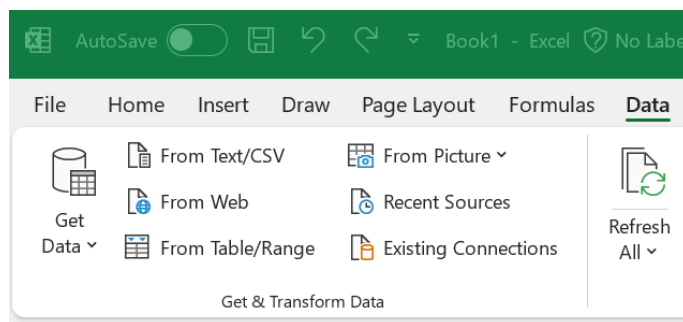 AutoSave Book1 - Excel No Labe
File Home Insert Draw Page Layout Formulas Data
Get Data
From Text/CSV
From Web
From Table/Range
From Picture
Recent Sources
Existing Connections
Get & Transform Data
Refresh
All